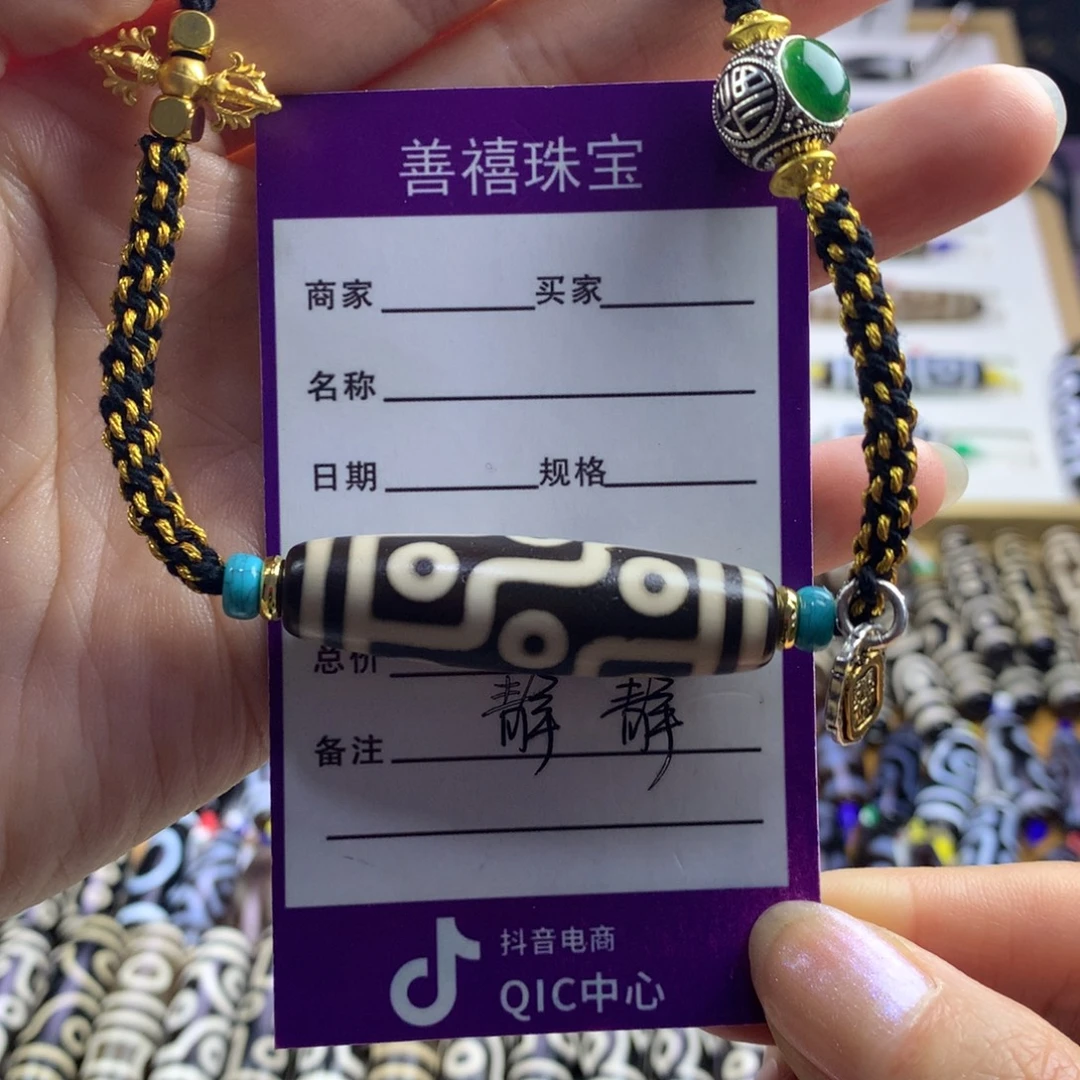 善禧珠宝
福
商家 买家
名称
日期 规格
总价
静 静
备注
抖音电商
QIC中心